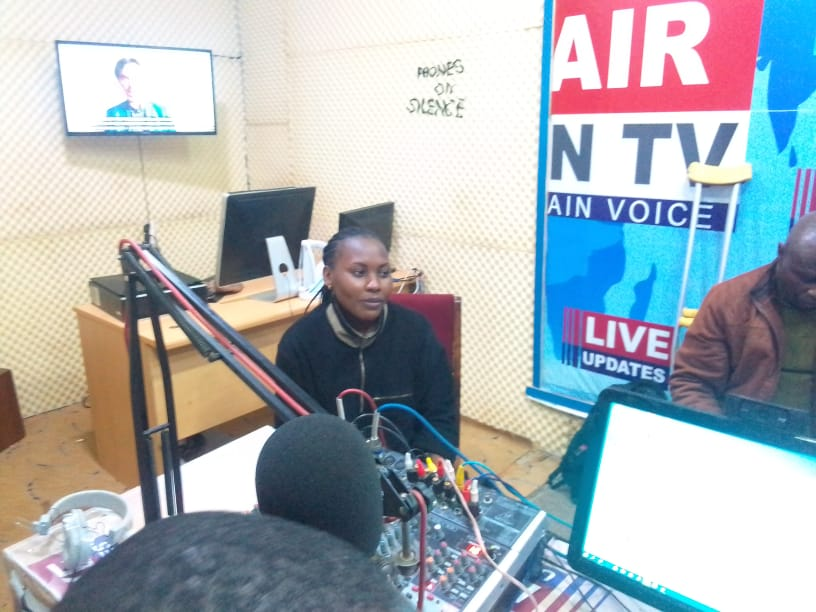 PHONES
ON
SILENCE
AIR
N TV
AIN VOICE
LIVE
UPDATES